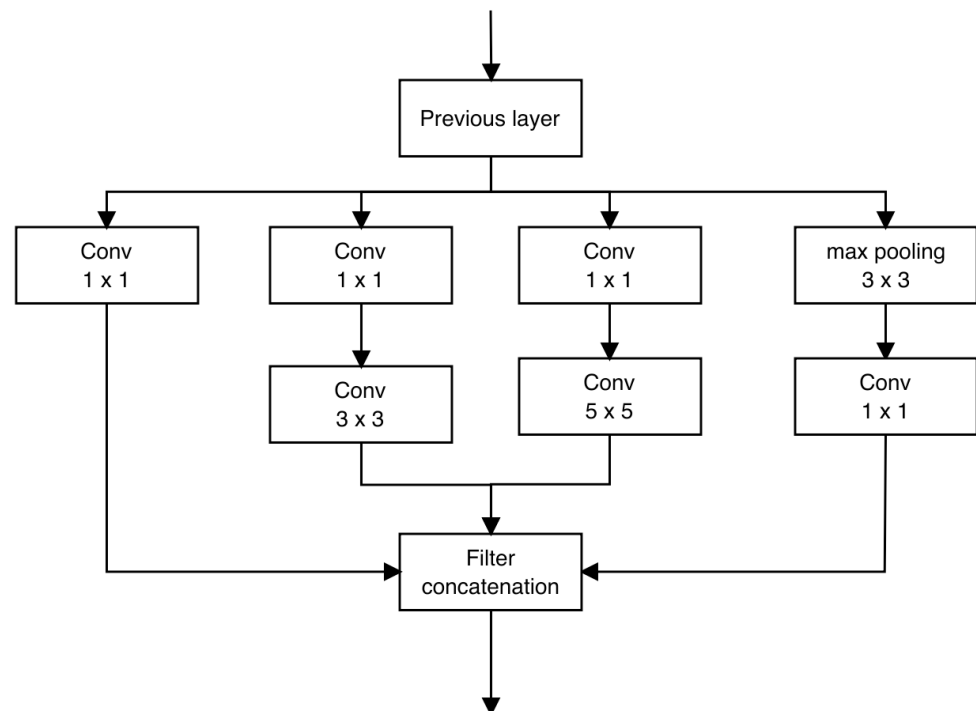 Previous layer
Conv
1 x 1
Conv
1 x 1
Conv
1 x 1
max pooling
3 x 3
Conv
3 x 3
Conv
5 x 5
Conv
1 x 1
Filter
concatenation